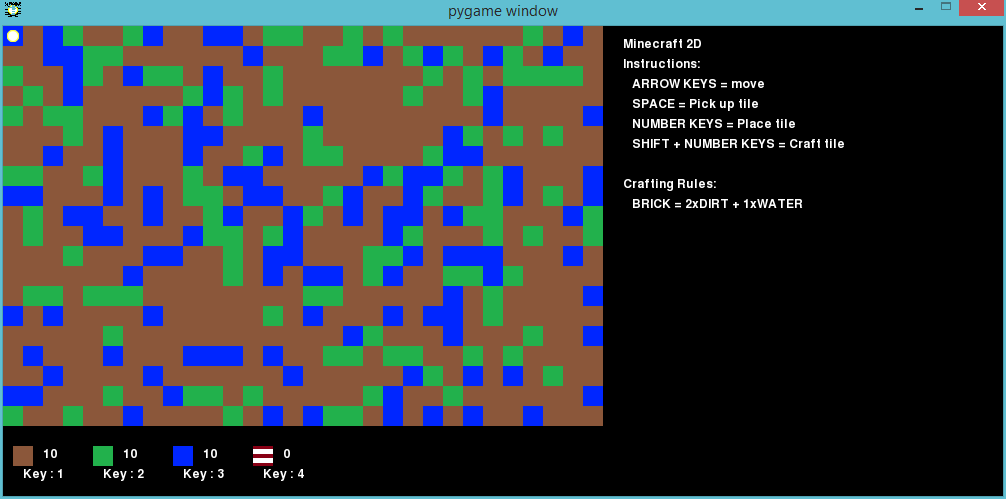 pygame window
Minecraft 2D
Instructions:
ARROW KEYS = move
SPACE = Pick up tile
NUMBER KEYS = Place tile
SHIFT + NUMBER KEYS = Craft tile
Crafting Rules:
BRICK = 2xDIRT + 1xWATER
10 10 10 0
Key : 1 Key : 2 Key : 3 Key : 4